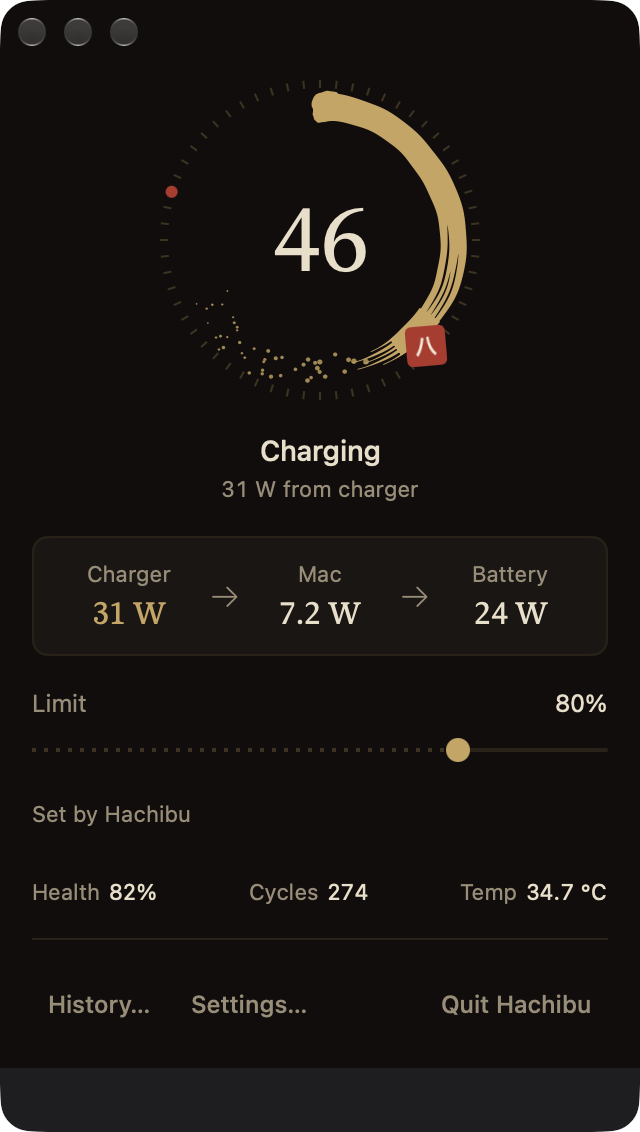 46
八
Charging
31 W from charger
Charger Mac Battery
31 W → 7.2 W → 24 W
Limit 80%
Set by Hachibu
Health 82% Cycles 274 Temp 34.7 °C
History... Settings... Quit Hachibu